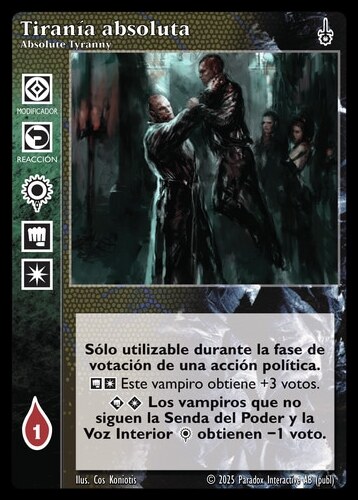 Tiranía absoluta
Absolute Tyranny
MODIFICADOR
REACCIÓN
Sólo utilizable durante la fase de
votación de una acción política.
Este vampiro obtiene +3 votos.
Los vampiros que no
siguen la Senda del Poder y la
Voz Interior obtienen −1 voto.
1
Ilus. Cos Koniotis © 2025 Paradox Interactive AB (publ)